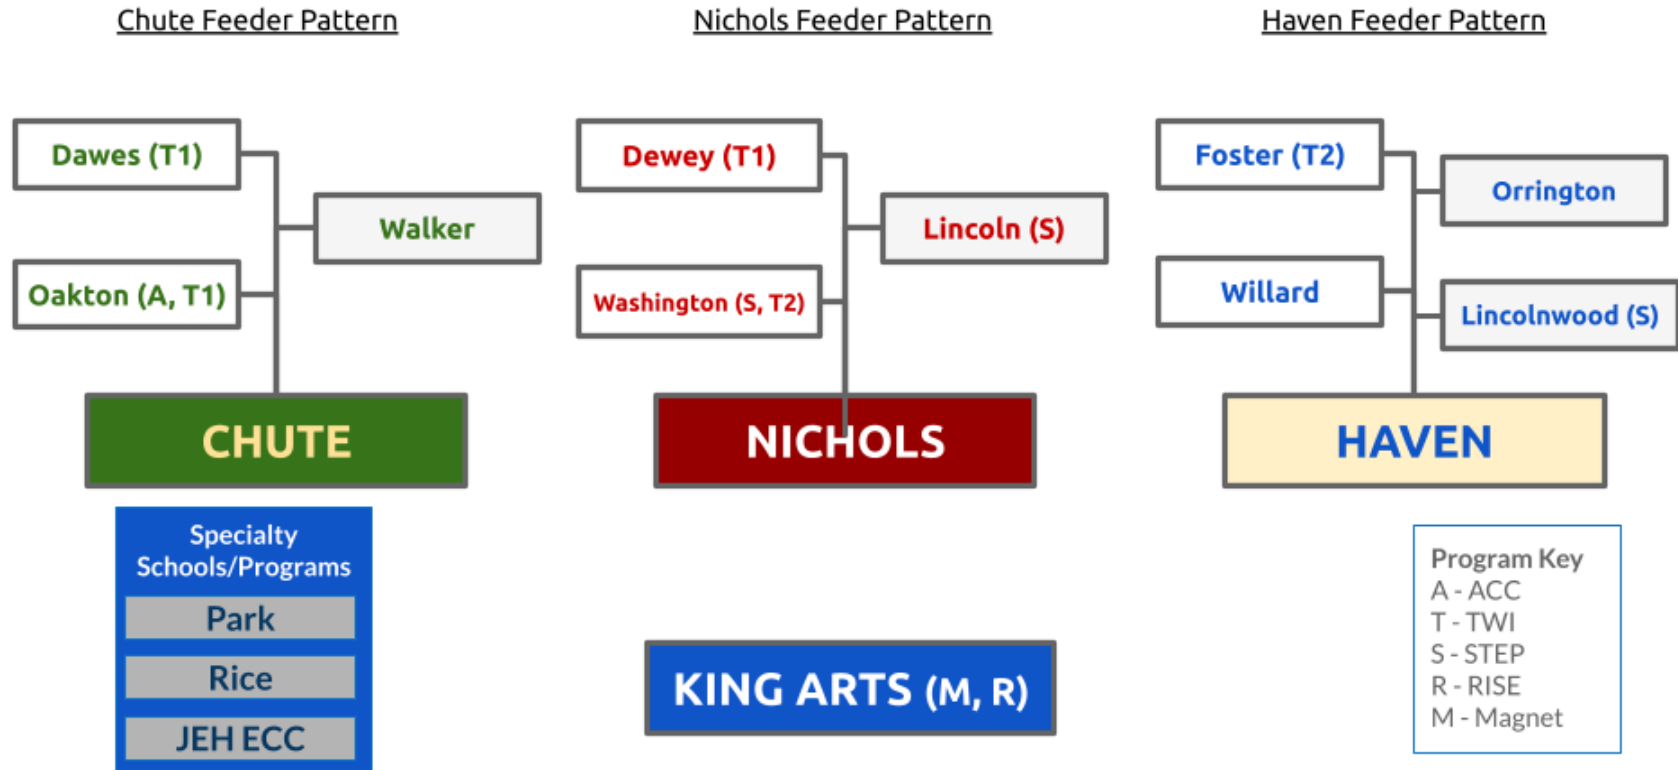 Chute Feeder Pattern
Nichols Feeder Pattern
Haven Feeder Pattern
Dawes (T1)
Walker
Oakton (A, T1)
CHUTE
Dewey (T1)
Lincoln (S)
Washington (S, T2)
NICHOLS
Foster (T2)
Orrington
Willard
Lincolnwood (S)
HAVEN
Specialty
Schools/Programs
Park
Rice
JEH ECC
KING ARTS (M, R)
Program Key
A - ACC
T - TWI
S - STEP
R - RISE
M - Magnet